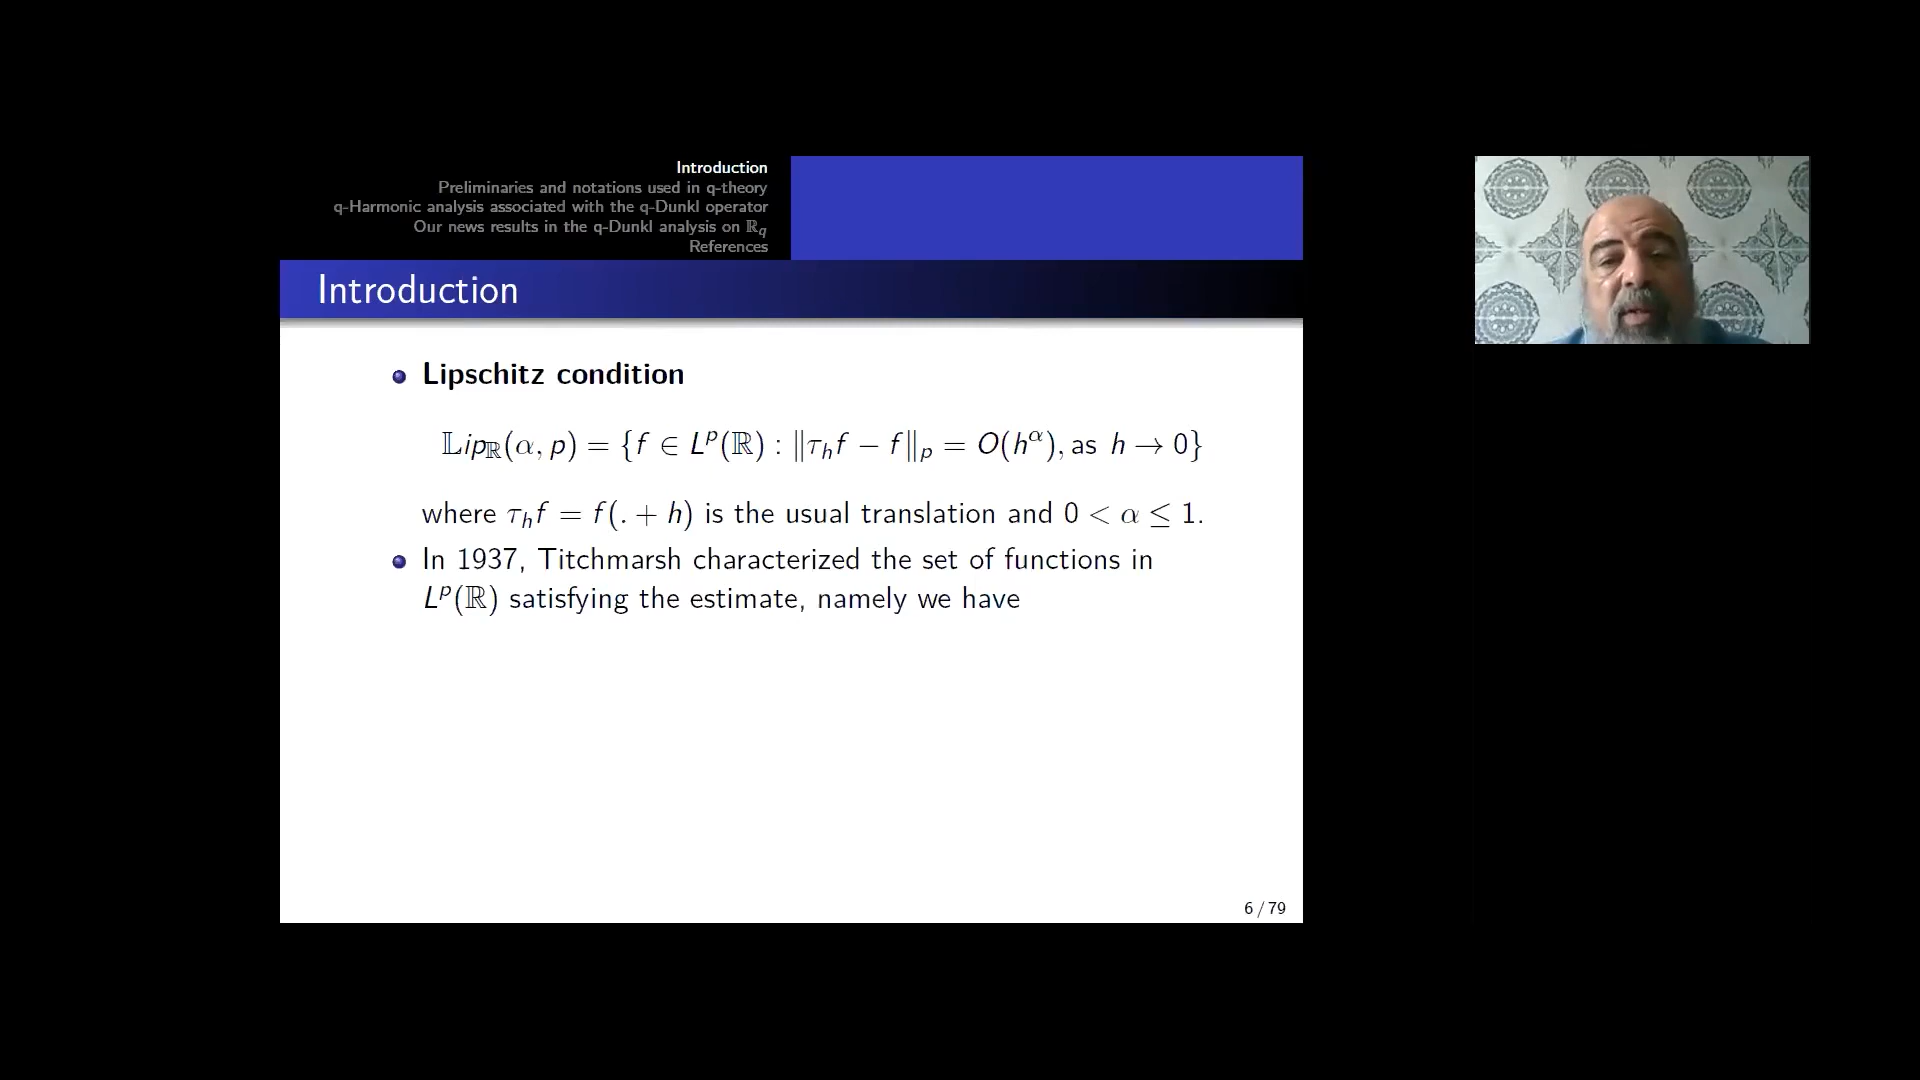 Introduction
Preliminaries and notations used in q-theory
q-Harmonic analysis associated with the q-Dunkl operator
Our news results in the q-Dunkl analysis on ℝ_q
References
Introduction
Lipschitz condition
𝕃ip_ℝ(α, p) = {f ∈ L^p(ℝ) : ‖τ_h f − f‖_p = O(h^α), as h → 0}
where τ_h f = f(. + h) is the usual translation and 0 < α ≤ 1.
In 1937, Titchmarsh characterized the set of functions in
L^p(ℝ) satisfying the estimate, namely we have
6 / 79